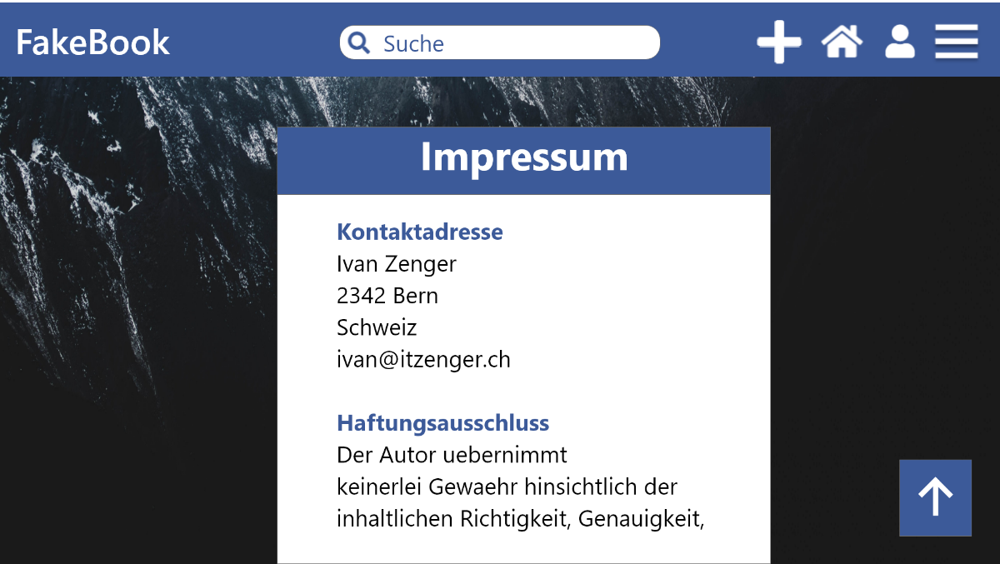 FakeBook
Suche
Impressum
Kontaktadresse
Ivan Zenger
2342 Bern
Schweiz
ivan@itzenger.ch
Haftungsausschluss
Der Autor uebernimmt
keinerlei Gewaehr hinsichtlich der
inhaltlichen Richtigkeit, Genauigkeit,